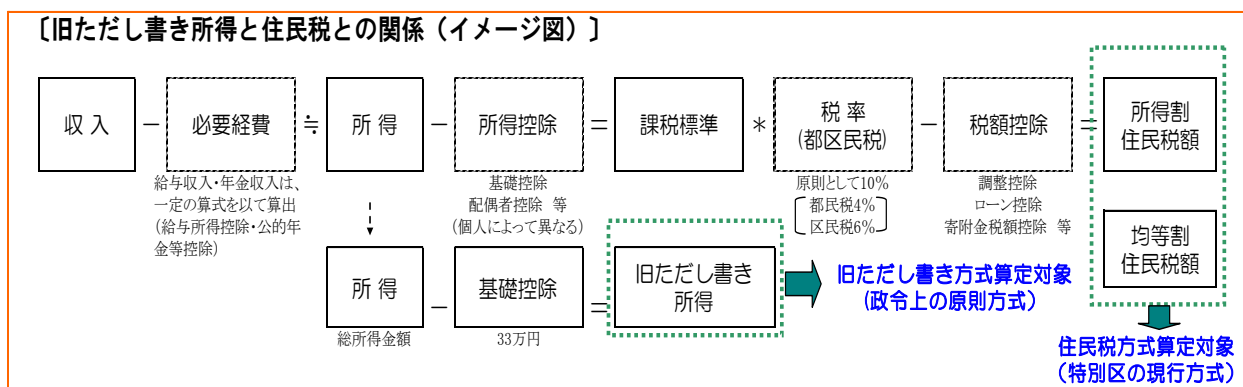 〔旧ただし書き所得と住民税との関係（イメージ図）〕
収 入 － 必要経費 ≒ 所 得 － 所得控除 ＝ 課税標準 ＊ 税 率 － 税額控除 ＝ 所得割
(都区民税)
住民税額
給与収入・年金収入は、
一定の算式を以て算出
(給与所得控除・公的年
金等控除)
基礎控除
配偶者控除 等
(個人によって異なる)
原則として10%
都民税4%
区民税6%
調整控除
ローン控除
寄附金税額控除 等
均等割
住民税額
所 得 － 基礎控除 ＝ 旧ただし書き
所得
総所得金額
33万円
旧ただし書き方式算定対象
(政令上の原則方式)
住民税方式算定対象
(特別区の現行方式)